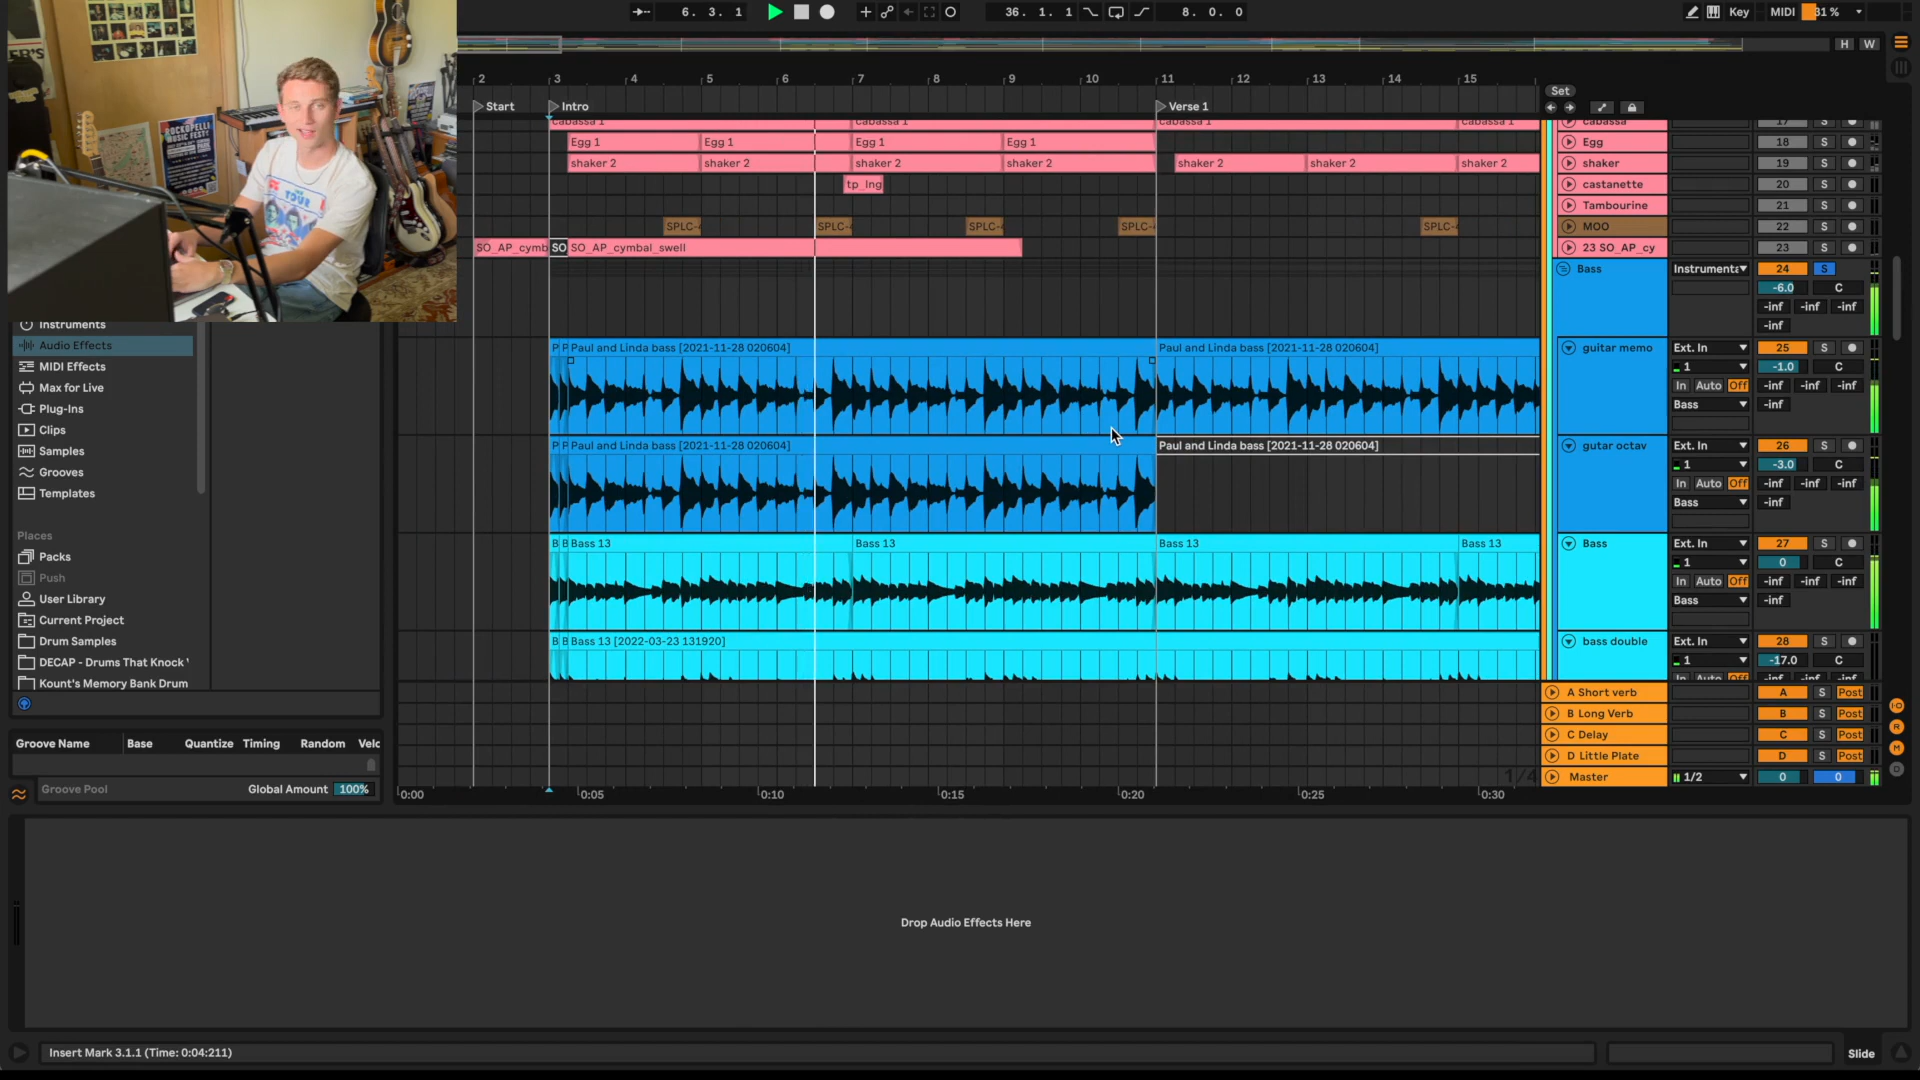 6. 3. 1
36. 1. 1
8. 0. 0
Key
MIDI
31 %
H
W
2
3
4
5
6
7
8
9
10
11
12
13
14
15
Set
Start
Intro
Verse 1
cabassa 1
cabassa 1
cabassa 1
cabassa 1
cabassa
17
S
Egg 1
Egg 1
Egg 1
Egg 1
Egg
18
S
shaker 2
shaker 2
shaker 2
shaker 2
shaker 2
shaker 2
shaker 2
shaker
19
S
tp_lng
castanette
20
S
Tambourine
21
S
SPLC-
SPLC-
SPLC-
SPLC-
SPLC-
MOO
22
S
SO_AP_cymb
SO
SO_AP_cymbal_swell
23 SO_AP_cy
23
S
Bass
Instrumenta
24
S
-6.0
C
-inf
-inf
-inf
-inf
ROCKOPELLI
MUSIC FEST
TOUR
Instruments
Audio Effects
MIDI Effects
Max for Live
Plug-Ins
Clips
Samples
Grooves
Templates
Places
Packs
Push
User Library
Current Project
Drum Samples
DECAP - Drums That Knock
Kount's Memory Bank Drum
P
P
Paul and Linda bass [2021-11-28 020604]
Paul and Linda bass [2021-11-28 020604]
guitar memo
Ext. In
25
S
1
-1.0
C
In
Auto
Off
-inf
-inf
-inf
Bass
-inf
P
P
Paul and Linda bass [2021-11-28 020604]
Paul and Linda bass [2021-11-28 020604]
gutar octav
Ext. In
26
S
1
-3.0
C
In
Auto
Off
-inf
-inf
-inf
Bass
-inf
B
B
Bass 13
Bass 13
Bass 13
Bass 13
Bass
Ext. In
27
S
1
0
C
In
Auto
Off
-inf
-inf
-inf
Bass
-inf
B
B
Bass 13 [2022-03-23 131920]
bass double
Ext. In
28
S
1
-17.0
C
In
Auto
Off
-inf
-inf
-inf
A Short verb
A
S
Post
B Long Verb
B
S
Post
C Delay
C
S
Post
D Little Plate
D
S
Post
1/4
Master
1/2
0
0
Groove Name
Base
Quantize
Timing
Random
Velc
Groove Pool
Global Amount
100%
0:00
0:05
0:10
0:15
0:20
0:25
0:30
I·O
R
M
D
Drop Audio Effects Here
Insert Mark 3.1.1 (Time: 0:04:211)
Slide